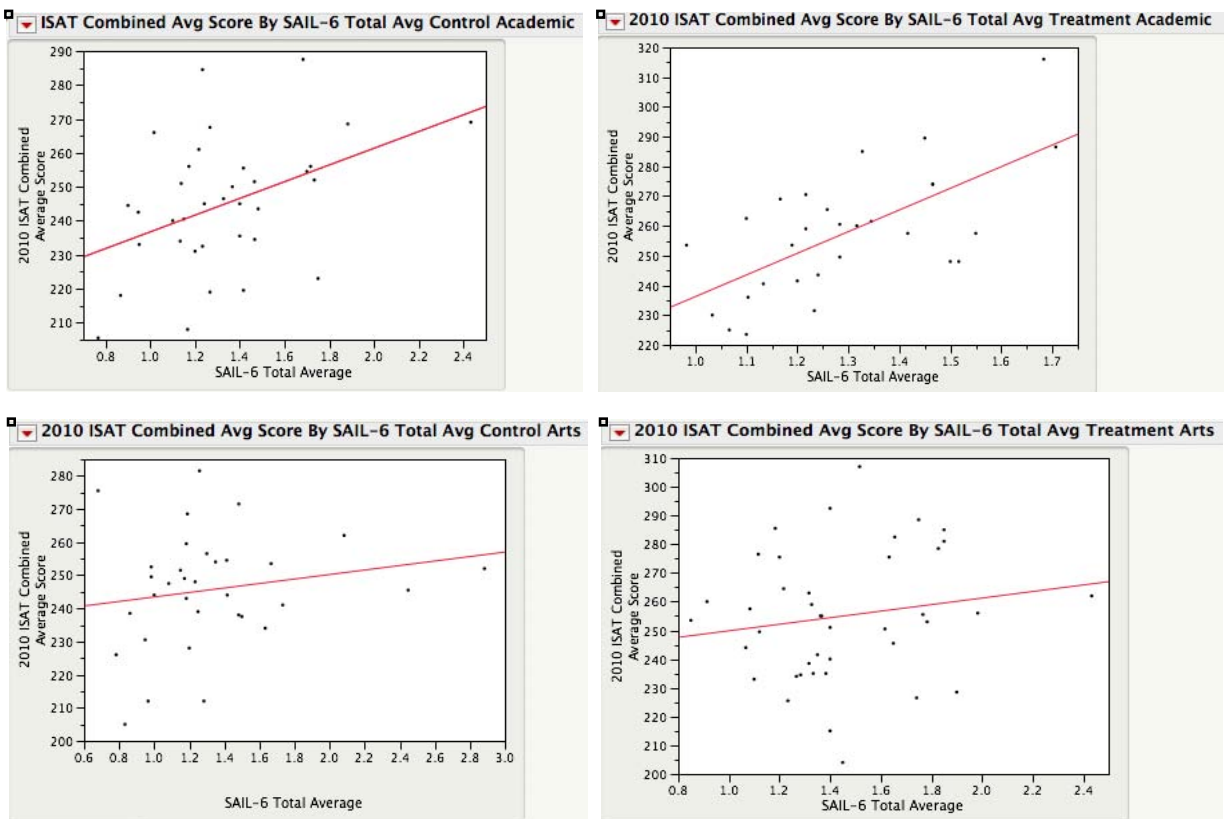 ISAT Combined Avg Score By SAIL-6 Total Avg Control Academic
290
280
270
260
250
240
230
220
210
2010 ISAT Combined
Average Score
0.8 1.0 1.2 1.4 1.6 1.8 2.0 2.2 2.4
SAIL-6 Total Average
2010 ISAT Combined Avg Score By SAIL-6 Total Avg Treatment Academic
320
310
300
290
280
270
260
250
240
230
220
2010 ISAT Combined
Average Score
1.0 1.1 1.2 1.3 1.4 1.5 1.6 1.7
SAIL-6 Total Average
2010 ISAT Combined Avg Score By SAIL-6 Total Avg Control Arts
280
270
260
250
240
230
220
210
200
2010 ISAT Combined
Average Score
0.6 0.8 1.0 1.2 1.4 1.6 1.8 2.0 2.2 2.4 2.6 2.8 3.0
SAIL-6 Total Average
2010 ISAT Combined Avg Score By SAIL-6 Total Avg Treatment Arts
310
300
290
280
270
260
250
240
230
220
210
200
2010 ISAT Combined
Average Score
0.8 1.0 1.2 1.4 1.6 1.8 2.0 2.2 2.4
SAIL-6 Total Average